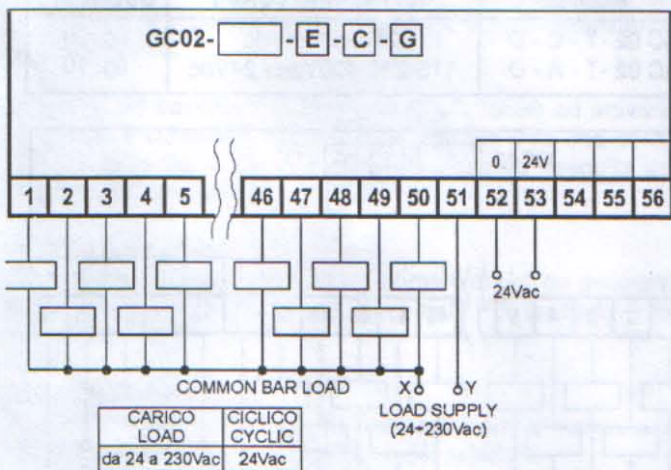 GC02- -E-C-G
0 24V
1 2 3 4 5 46 47 48 49 50 51 52 53 54 55 56
24Vac
COMMON BAR LOAD X Y
LOAD SUPPLY
(24÷230Vac)
CARICO CICLICO
LOAD CYCLIC
da 24 a 230Vac 24Vac